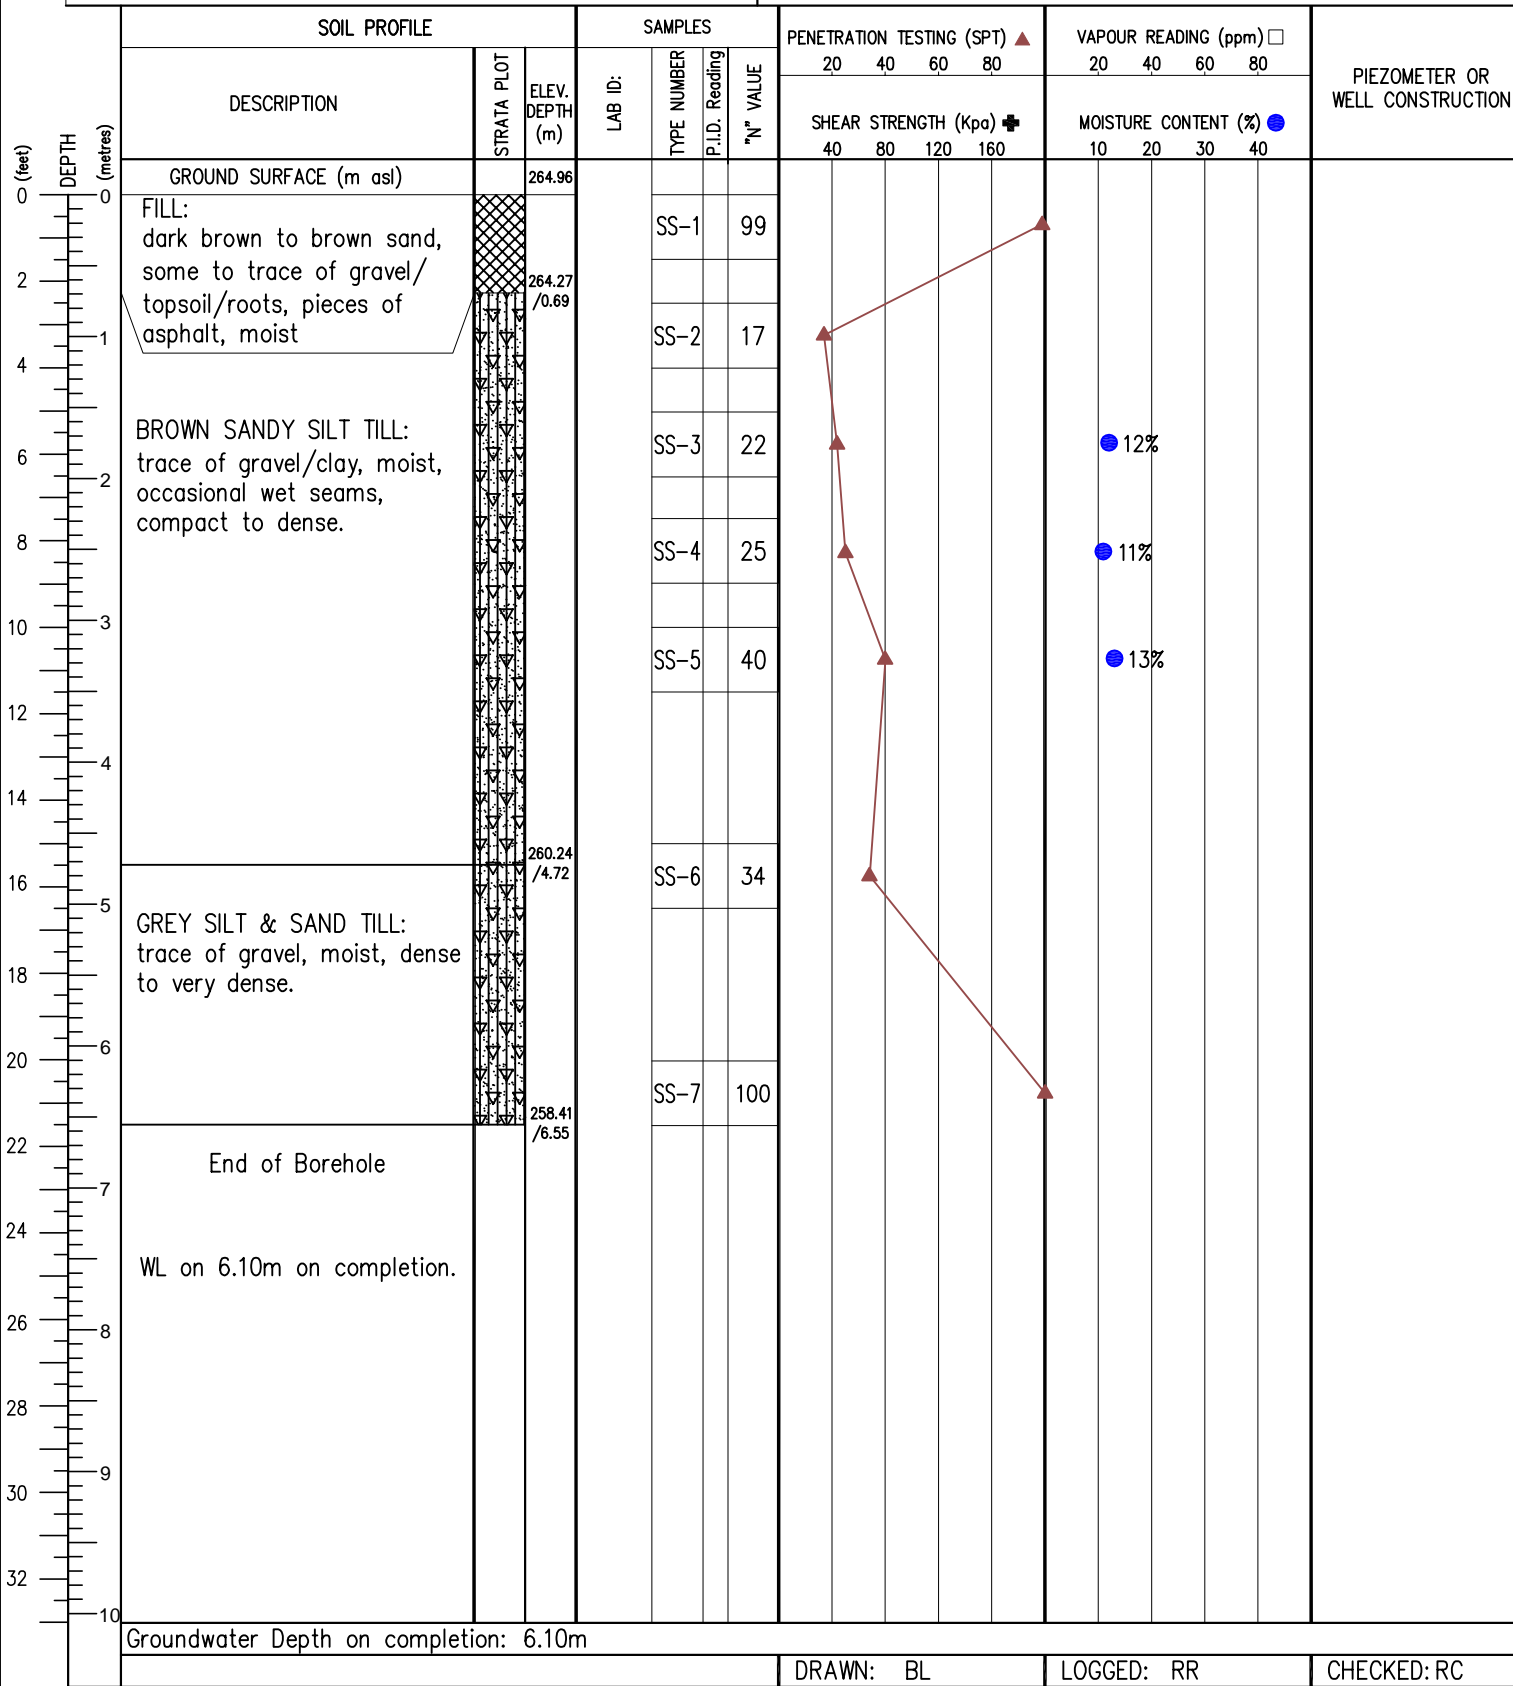 SOIL PROFILE
SAMPLES
PENETRATION TESTING (SPT)
20 40 60 80
VAPOUR READING (ppm)
20 40 60 80
PIEZOMETER OR
WELL CONSTRUCTION
DESCRIPTION
STRATA PLOT
ELEV.
DEPTH
(m)
LAB ID:
TYPE NUMBER
P.I.D. Reading
"N" VALUE
SHEAR STRENGTH (Kpa)
40 80 120 160
MOISTURE CONTENT (%)
10 20 30 40
(feet)
DEPTH
(metres)
GROUND SURFACE (m asl)
264.96
0
0
FILL:
dark brown to brown sand,
some to trace of gravel/
topsoil/roots, pieces of
asphalt, moist
SS-1 99
2
264.27
/0.69
1
SS-2 17
4
BROWN SANDY SILT TILL:
trace of gravel/clay, moist,
occasional wet seams,
compact to dense.
SS-3 22
12%
6
2
8
SS-4 25
11%
10
3
SS-5 40
13%
12
4
14
260.24
/4.72
SS-6 34
16
5
GREY SILT & SAND TILL:
trace of gravel, moist, dense
to very dense.
18
6
20
SS-7 100
258.41
/6.55
22
End of Borehole
7
24
WL on 6.10m on completion.
26
8
28
9
30
32
10
Groundwater Depth on completion: 6.10m
DRAWN: BL
LOGGED: RR
CHECKED: RC